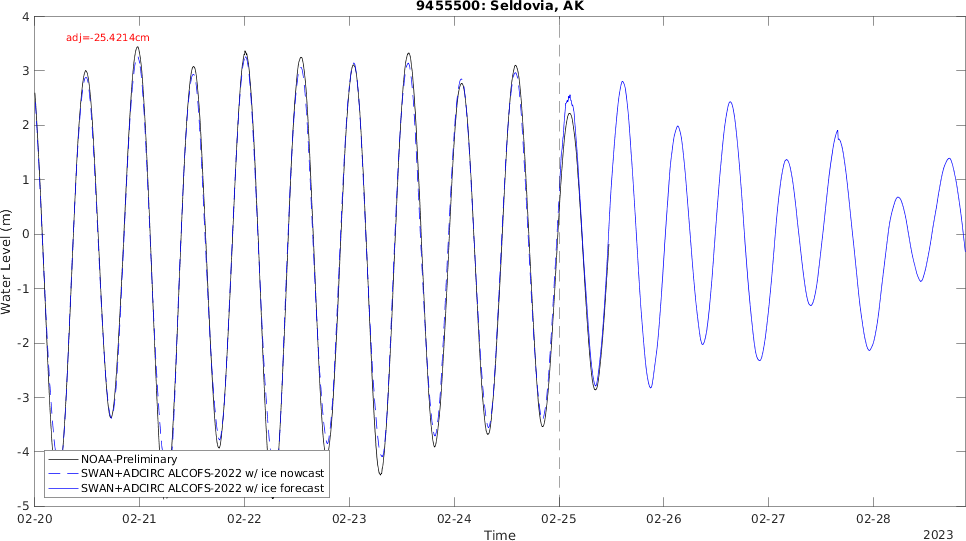 9455500: Seldovia, AK
adj=-25.4214cm
Water Level (m)
4
3
2
1
0
-1
-2
-3
-4
-5
NOAA-Preliminary
SWAN+ADCIRC ALCOFS-2022 w/ ice nowcast
SWAN+ADCIRC ALCOFS-2022 w/ ice forecast
02-20 02-21 02-22 02-23 02-24 02-25 02-26 02-27 02-28
Time
2023